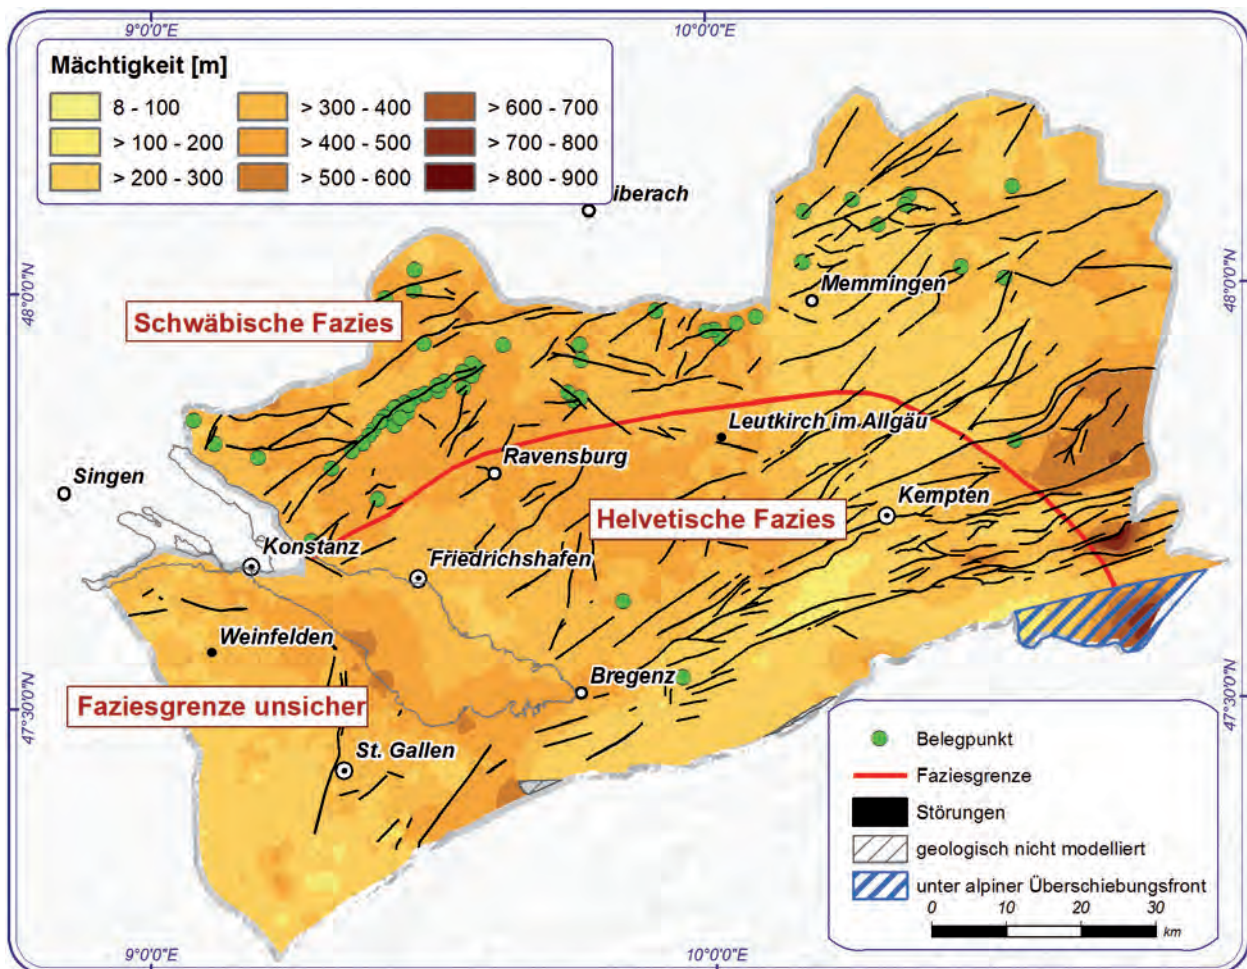 9°0'0"E
10°0'0"E
Mächtigkeit [m]
8 - 100
> 300 - 400
> 600 - 700
> 100 - 200
> 400 - 500
> 700 - 800
> 200 - 300
> 500 - 600
> 800 - 900
iberach
48°0'0"N
48°0'0"N
Memmingen
Schwäbische Fazies
Leutkirch im Allgäu
Ravensburg
Singen
Kempten
Helvetische Fazies
Konstanz
Friedrichshafen
Weinfelden
Bregenz
Faziesgrenze unsicher
47°30'0"N
47°30'0"N
St. Gallen
Belegpunkt
Faziesgrenze
Störungen
geologisch nicht modelliert
unter alpiner Überschiebungsfront
0 10 20 30
km
9°0'0"E
10°0'0"E